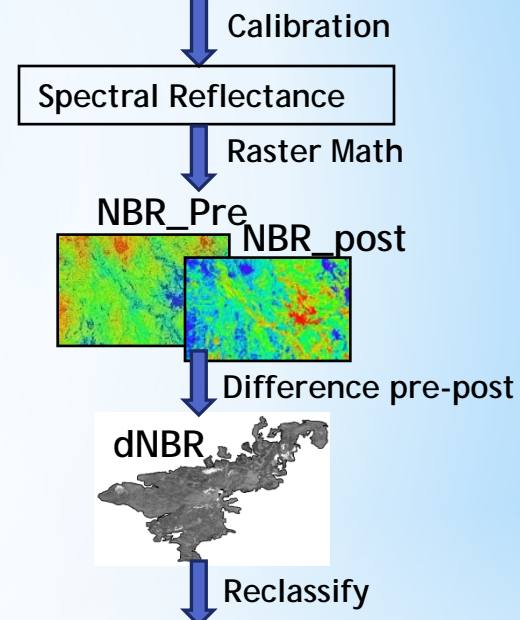 Calibration
Spectral Reflectance
Raster Math
NBR_Pre
NBR_post
Difference pre-post
dNBR
Reclassify